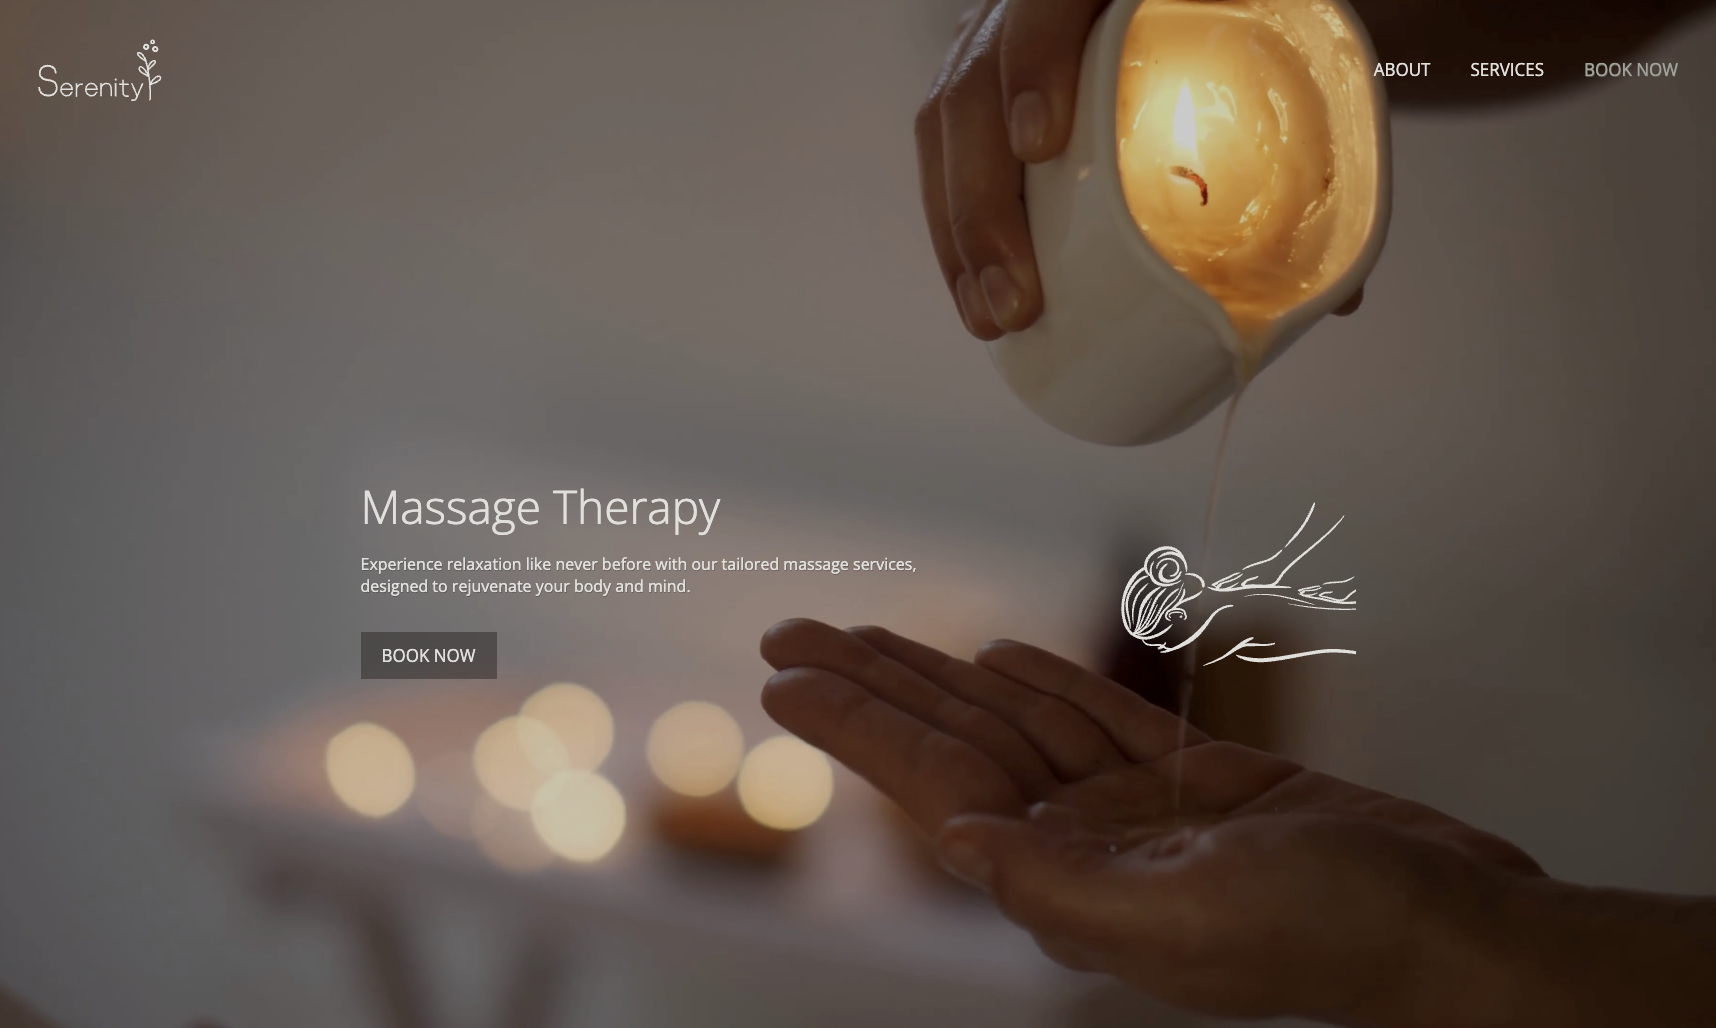 Serenity
ABOUT
SERVICES
BOOK NOW
Massage Therapy
Experience relaxation like never before with our tailored massage services,
designed to rejuvenate your body and mind.
BOOK NOW